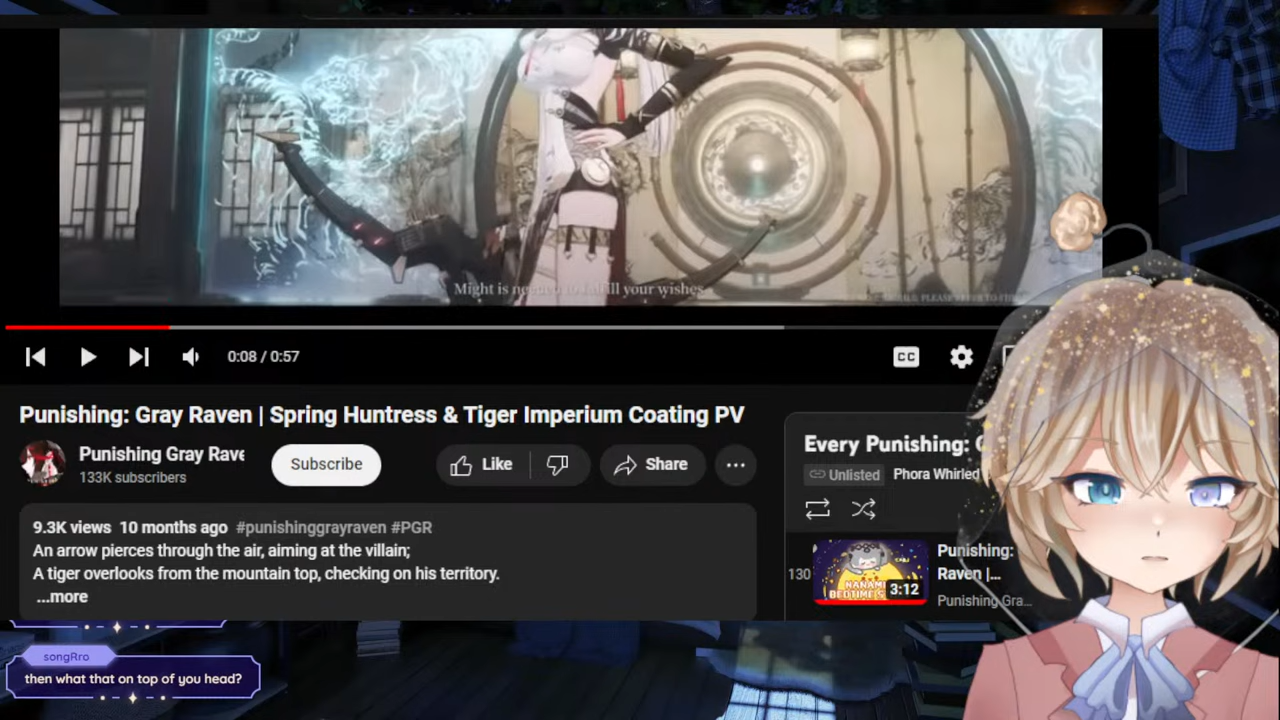 Might is needed to fulfill your wishes
0:08 / 0:57
CC
Punishing: Gray Raven | Spring Huntress & Tiger Imperium Coating PV
Punishing Gray Rave
133K subscribers
Subscribe
Like
Share
9.3K views 10 months ago #punishinggrayraven #PGR
An arrow pierces through the air, aiming at the villain;
A tiger overlooks from the mountain top, checking on his territory.
...more
Every Punishing:
Unlisted Phora Whirled
130
NANAMI
BEDTIME
3:12
Punishing:
Raven |...
Punishing Gra...
songRro
then what that on top of you head?